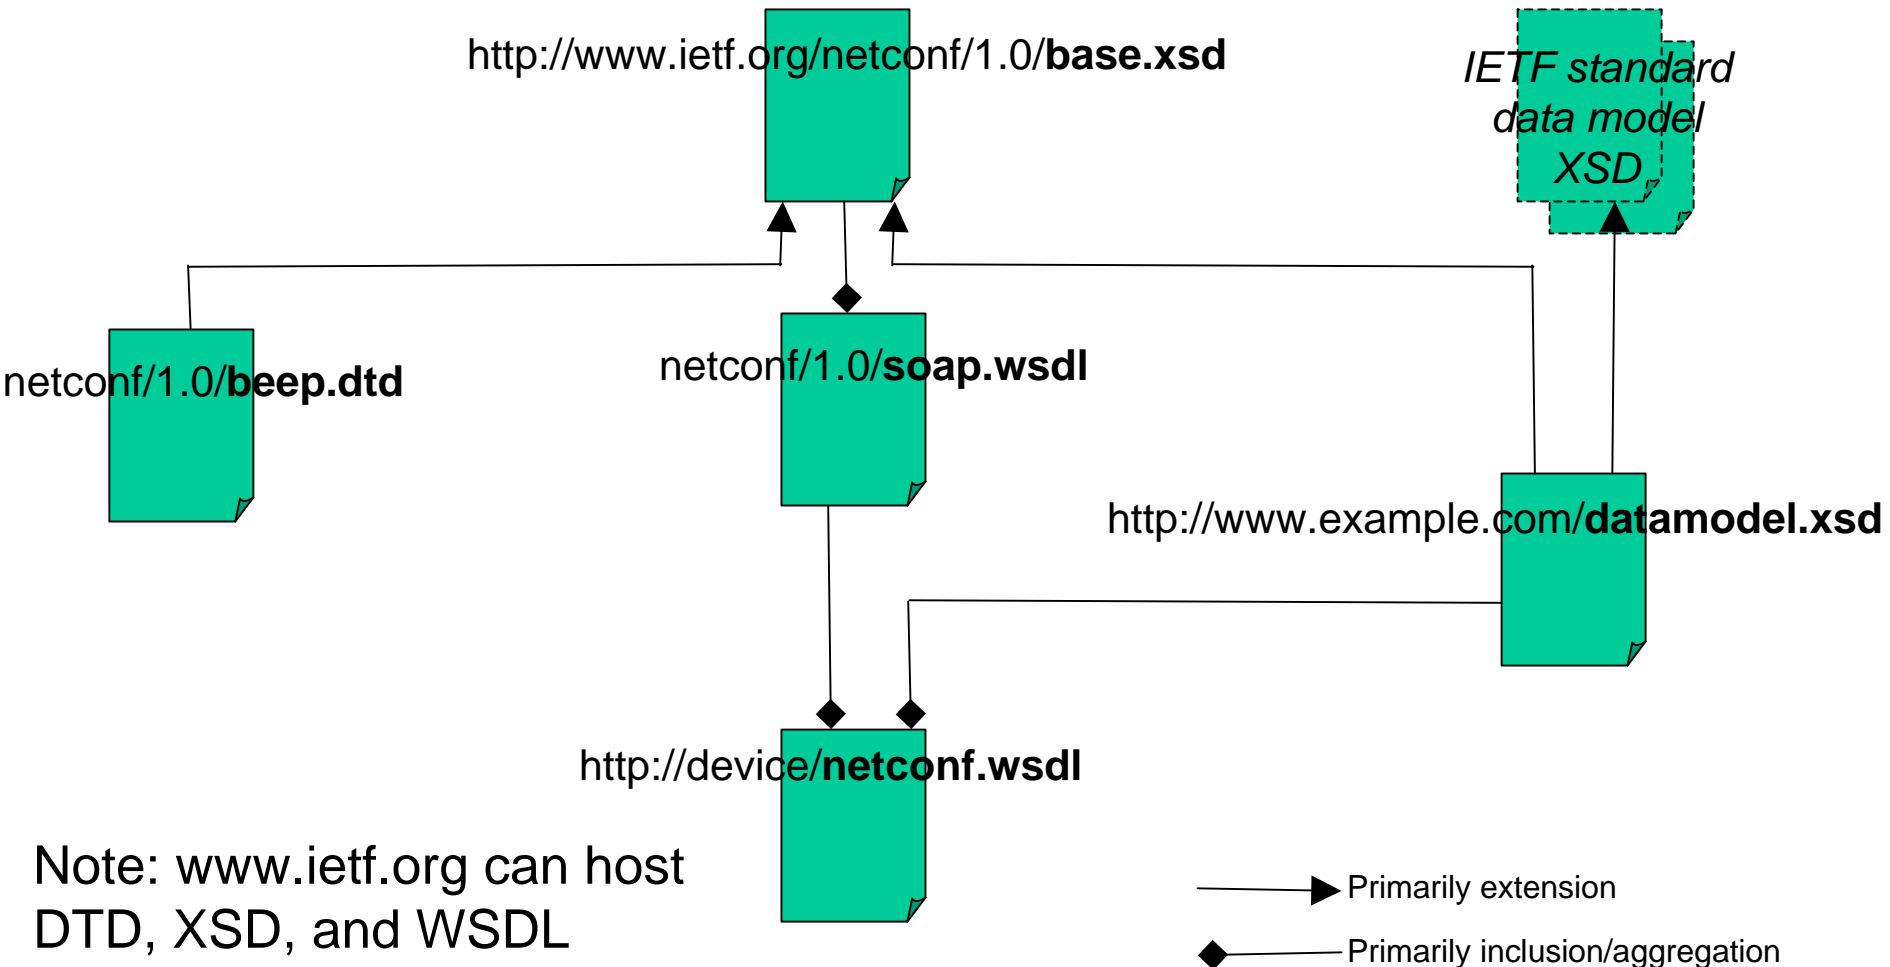 http://www.ietf.org/netconf/1.0/base.xsd
IETF standard
data model
XSD
netconf/1.0/beep.dtd
netconf/1.0/soap.wsdl
http://www.example.com/datamodel.xsd
http://device/netconf.wsdl
Note: www.ietf.org can host
DTD, XSD, and WSDL
Primarily extension
Primarily inclusion/aggregation